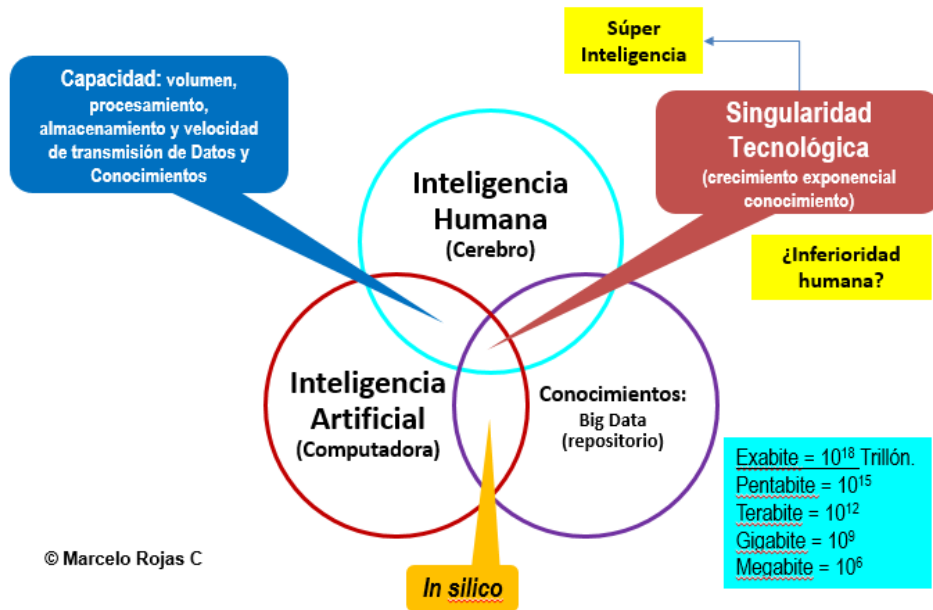 Súper
Inteligencia
Capacidad: volumen,
procesamiento,
almacenamiento y velocidad
de transmisión de Datos y
Conocimientos
Singularidad
Tecnológica
(crecimiento exponencial
conocimiento)
Inteligencia
Humana
(Cerebro)
¿Inferioridad
humana?
Inteligencia
Artificial
(Computadora)
Conocimientos:
Big Data
(repositorio)
Exabite = 10¹⁸ Trillón.
Pentabite = 10¹⁵
Terabite = 10¹²
Gigabite = 10⁹
Megabite = 10⁶
© Marcelo Rojas C
In silico